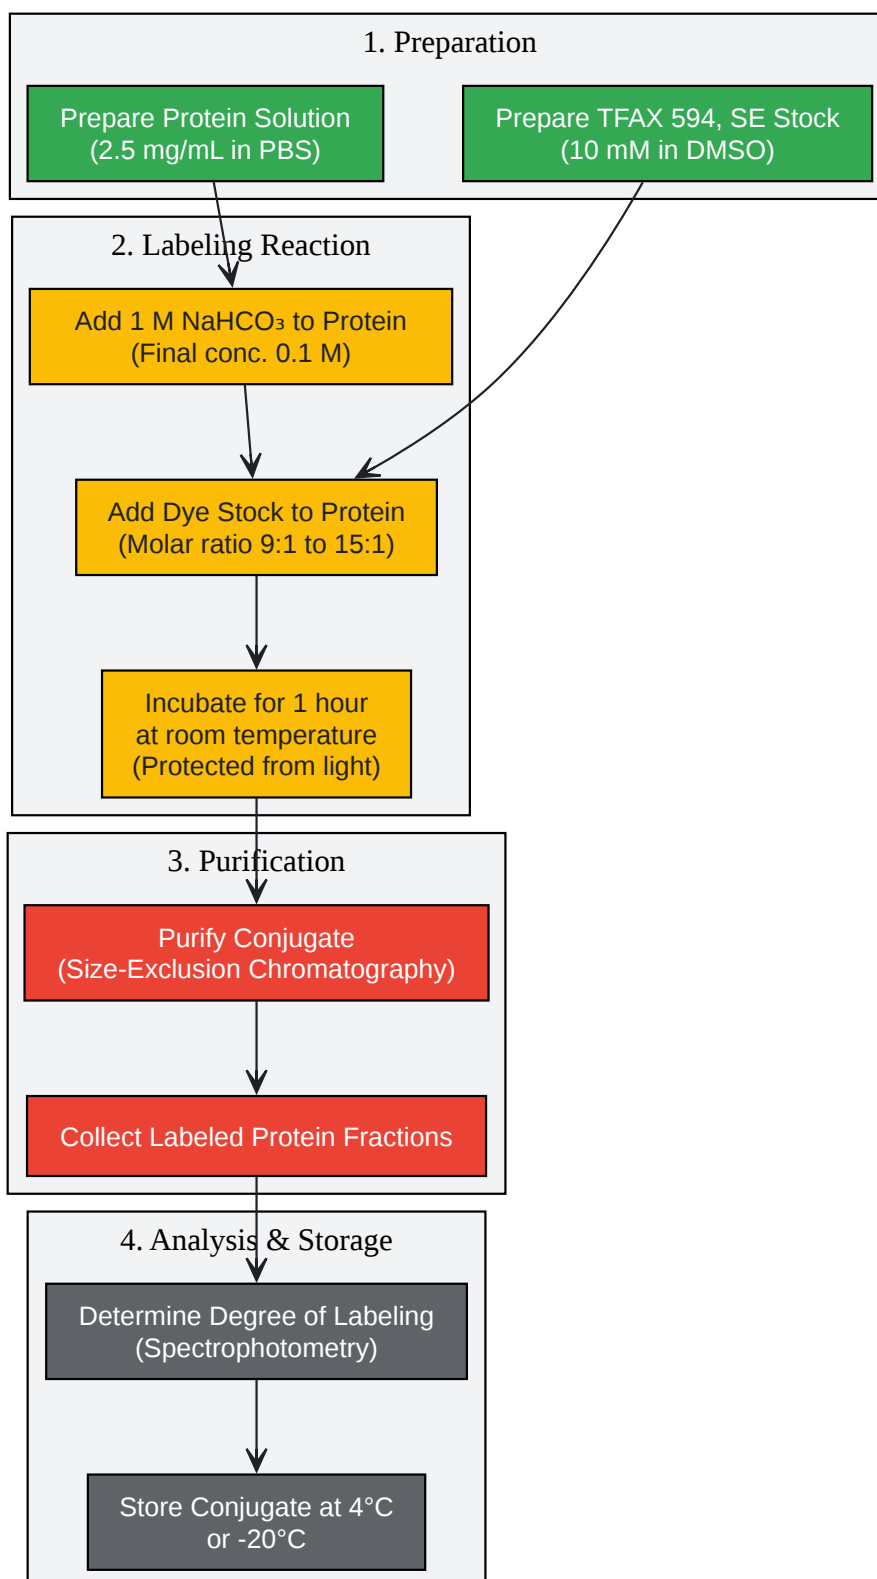 1. Preparation
Prepare Protein Solution
(2.5 mg/mL in PBS)
Prepare TFAX 594, SE Stock
(10 mM in DMSO)
2. Labeling Reaction
Add 1 M NaHCO₃ to Protein
(Final conc. 0.1 M)
Add Dye Stock to Protein
(Molar ratio 9:1 to 15:1)
Incubate for 1 hour
at room temperature
(Protected from light)
3. Purification
Purify Conjugate
(Size-Exclusion Chromatography)
Collect Labeled Protein Fractions
4. Analysis & Storage
Determine Degree of Labeling
(Spectrophotometry)
Store Conjugate at 4°C
or -20°C